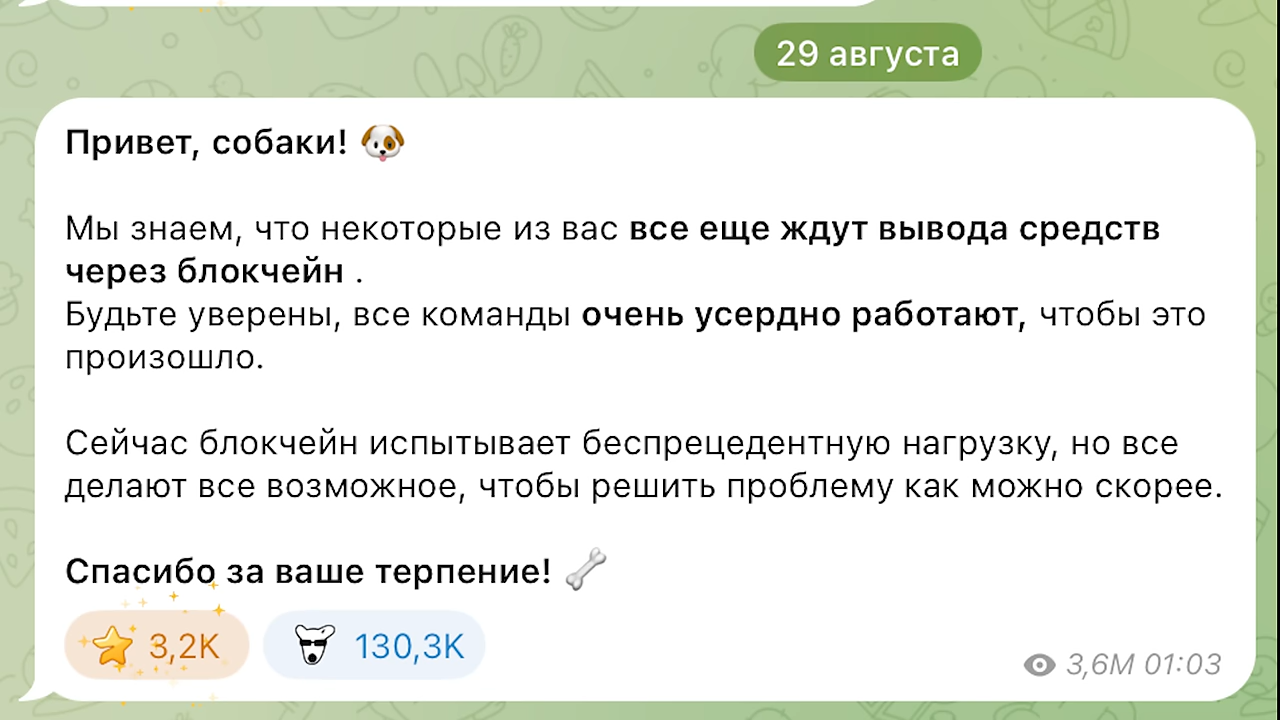 29 августа
Привет, собаки! 🐶
Мы знаем, что некоторые из вас все еще ждут вывода средств
через блокчейн .
Будьте уверены, все команды очень усердно работают, чтобы это
произошло.
Сейчас блокчейн испытывает беспрецедентную нагрузку, но все
делают все возможное, чтобы решить проблему как можно скорее.
Спасибо за ваше терпение! 🦴
3,2K 130,3K
3,6M 01:03